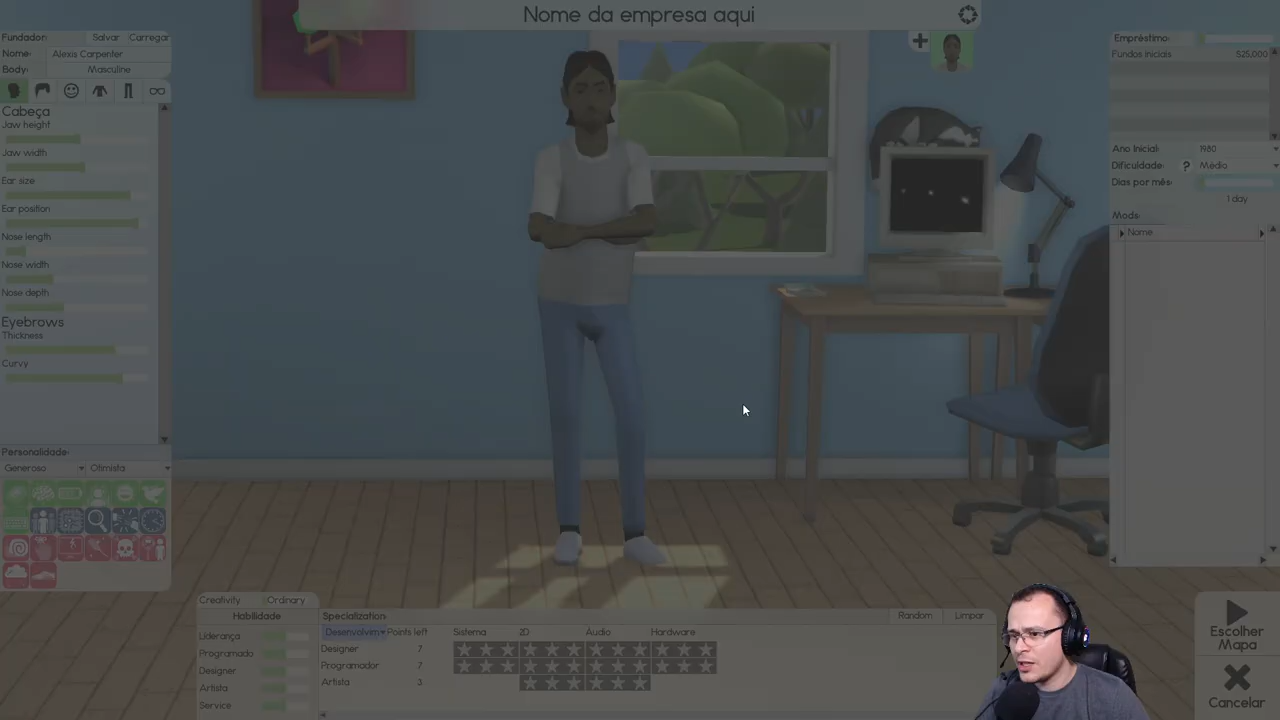 Nome da empresa aqui
Fundador:
Salvar
Carregar
Nome:
Alexis Carpenter
Body:
Masculine
Cabeça
Jaw height
Jaw width
Ear size
Ear position
Nose length
Nose width
Nose depth
Eyebrows
Thickness
Curvy
Personalidade:
Generoso
Otimista
Empréstimo:
Fundos iniciais
$25,000
Ano Inicial:
1980
Dificuldade:
?
Médio
Dias por mês:
1 day
Mods:
Nome
Creativity
Ordinary
Habilidade
Liderança
Programado
Designer
Artista
Service
Specialization
Random
Limpar
Desenvolvim
Points left
Sistema
2D
Áudio
Hardware
Designer
7
Programador
7
Artista
3
Escolher
Mapa
Cancelar